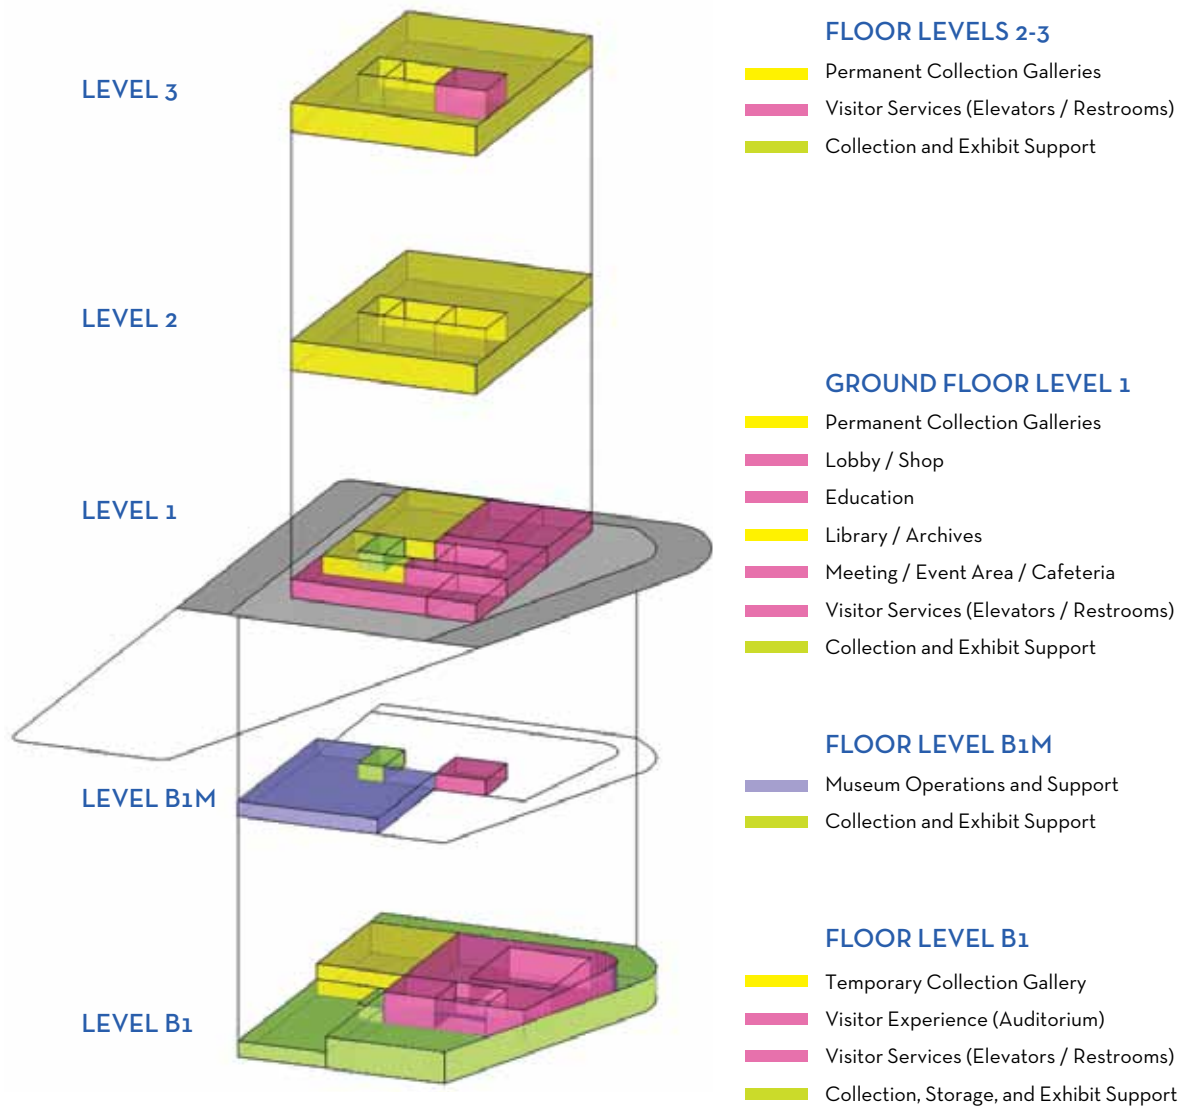 LEVEL 3
LEVEL 2
LEVEL 1
LEVEL B1M
LEVEL B1
FLOOR LEVELS 2-3
Permanent Collection Galleries
Visitor Services (Elevators / Restrooms)
Collection and Exhibit Support
GROUND FLOOR LEVEL 1
Permanent Collection Galleries
Lobby / Shop
Education
Library / Archives
Meeting / Event Area / Cafeteria
Visitor Services (Elevators / Restrooms)
Collection and Exhibit Support
FLOOR LEVEL B1M
Museum Operations and Support
Collection and Exhibit Support
FLOOR LEVEL B1
Temporary Collection Gallery
Visitor Experience (Auditorium)
Visitor Services (Elevators / Restrooms)
Collection, Storage, and Exhibit Support